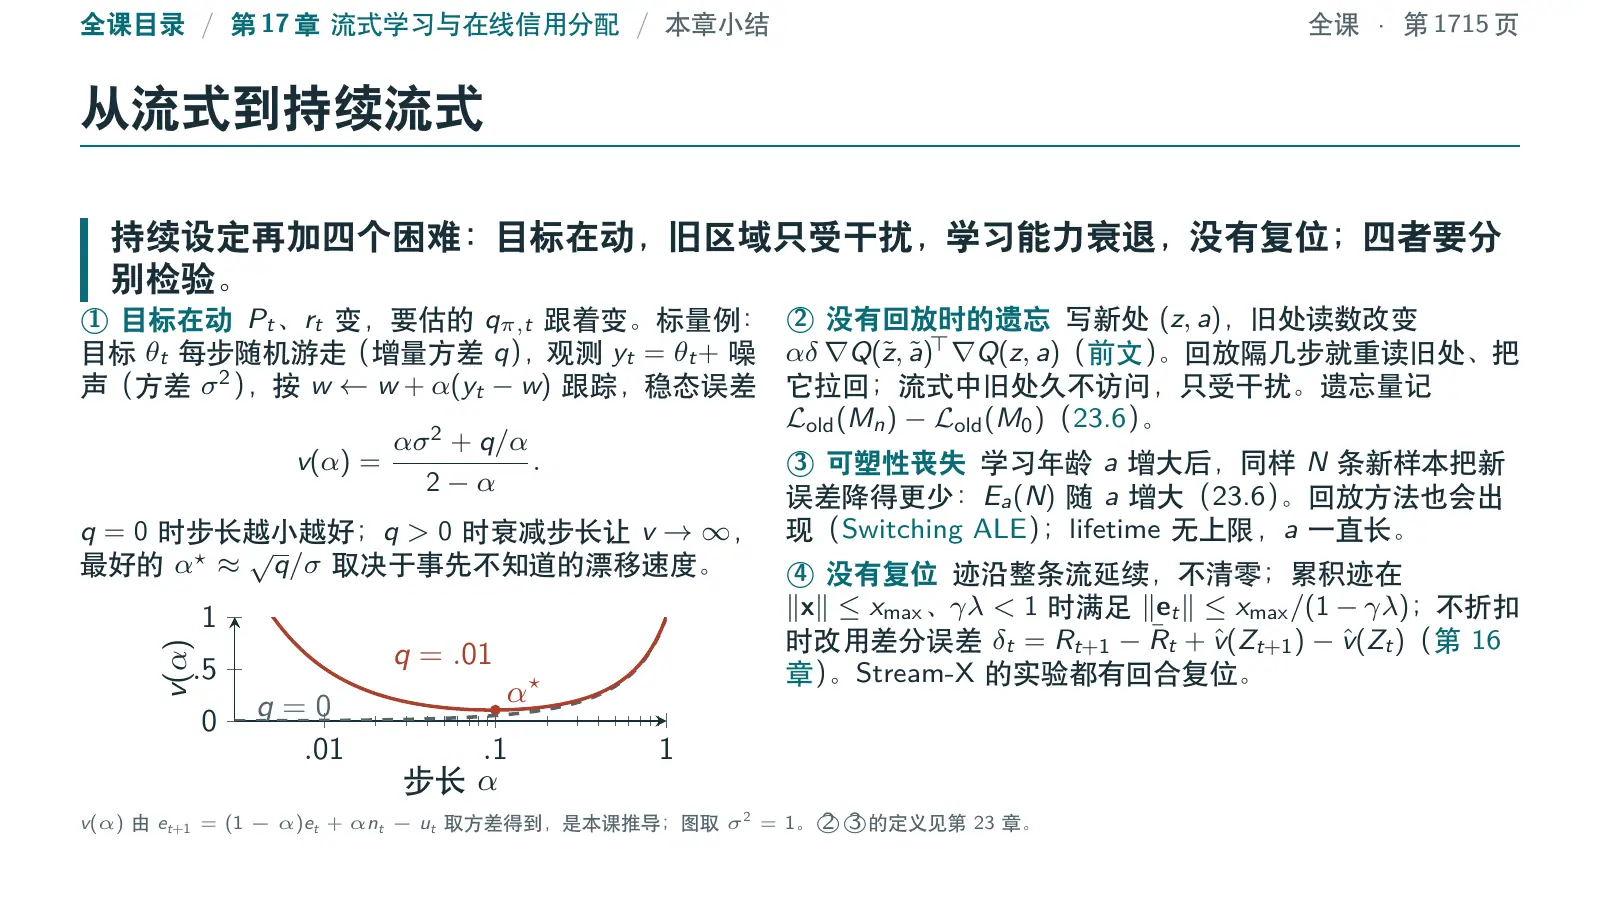 全课目录 / 第 17 章 流式学习与在线信用分配 / 本章小结
全课 · 第 1715 页
从流式到持续流式
持续设定再加四个困难：目标在动，旧区域只受干扰，学习能力衰退，没有复位；四者要分
别检验。
① 目标在动 Pₜ、rₜ 变，要估的 q_{π,t} 跟着变。标量例：
目标 θₜ 每步随机游走（增量方差 q），观测 yₜ = θₜ+ 噪
声（方差 σ²），按 w ← w + α(yₜ − w) 跟踪，稳态误差
v(α) = (ασ² + q/α) / (2 − α) .
q = 0 时步长越小越好；q > 0 时衰减步长让 v → ∞，
最好的 α⋆ ≈ √q/σ 取决于事先不知道的漂移速度。
1
.5
0
v(α)
q = .01
q = 0
α⋆
.01
.1
1
步长 α
② 没有回放时的遗忘 写新处 (z, a)，旧处读数改变
αδ ∇Q(z̃, ã)⊤∇Q(z, a)（前文）。回放隔几步就重读旧处、把
它拉回；流式中旧处久不访问，只受干扰。遗忘量记
ℒ_old(Mₙ) − ℒ_old(M₀)（23.6）。
③ 可塑性丧失 学习年龄 a 增大后，同样 N 条新样本把新
误差降得更少：Eₐ(N) 随 a 增大（23.6）。回放方法也会出
现（Switching ALE）；lifetime 无上限，a 一直长。
④ 没有复位 迹沿整条流延续，不清零；累积迹在
‖x‖ ≤ x_max、γλ < 1 时满足 ‖eₜ‖ ≤ x_max/(1 − γλ)；不折扣
时改用差分误差 δₜ = Rₜ₊₁ − R̄ₜ + v̂(Zₜ₊₁) − v̂(Zₜ)（第 16
章）。Stream-X 的实验都有回合复位。
v(α) 由 eₜ₊₁ = (1 − α)eₜ + αnₜ − uₜ 取方差得到，是本课推导；图取 σ² = 1。②③的定义见第 23 章。